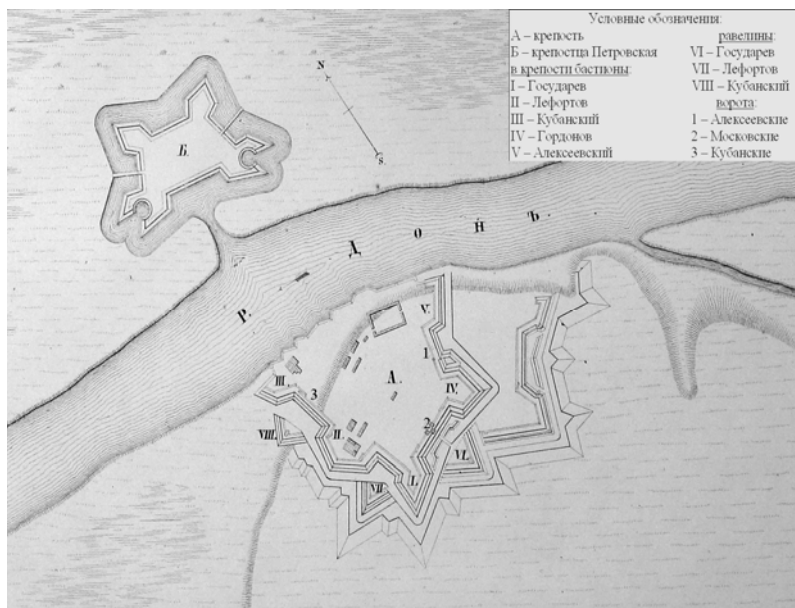 Условные обозначения:
А – крепость
Б – крепостца Петровская
в крепости бастионы:
I – Государев
II – Лефортов
III – Кубанский
IV – Гордонов
V – Алексеевский
равелины:
VI – Государев
VII – Лефортов
VIII – Кубанский
ворота:
1 – Алексеевские
2 – Московские
3 – Кубанские
N
S.
Б.
Р. Донъ.
V.
1
А.
III.
3
IV.
2
VIII.
II.
VI.
I.
VII.